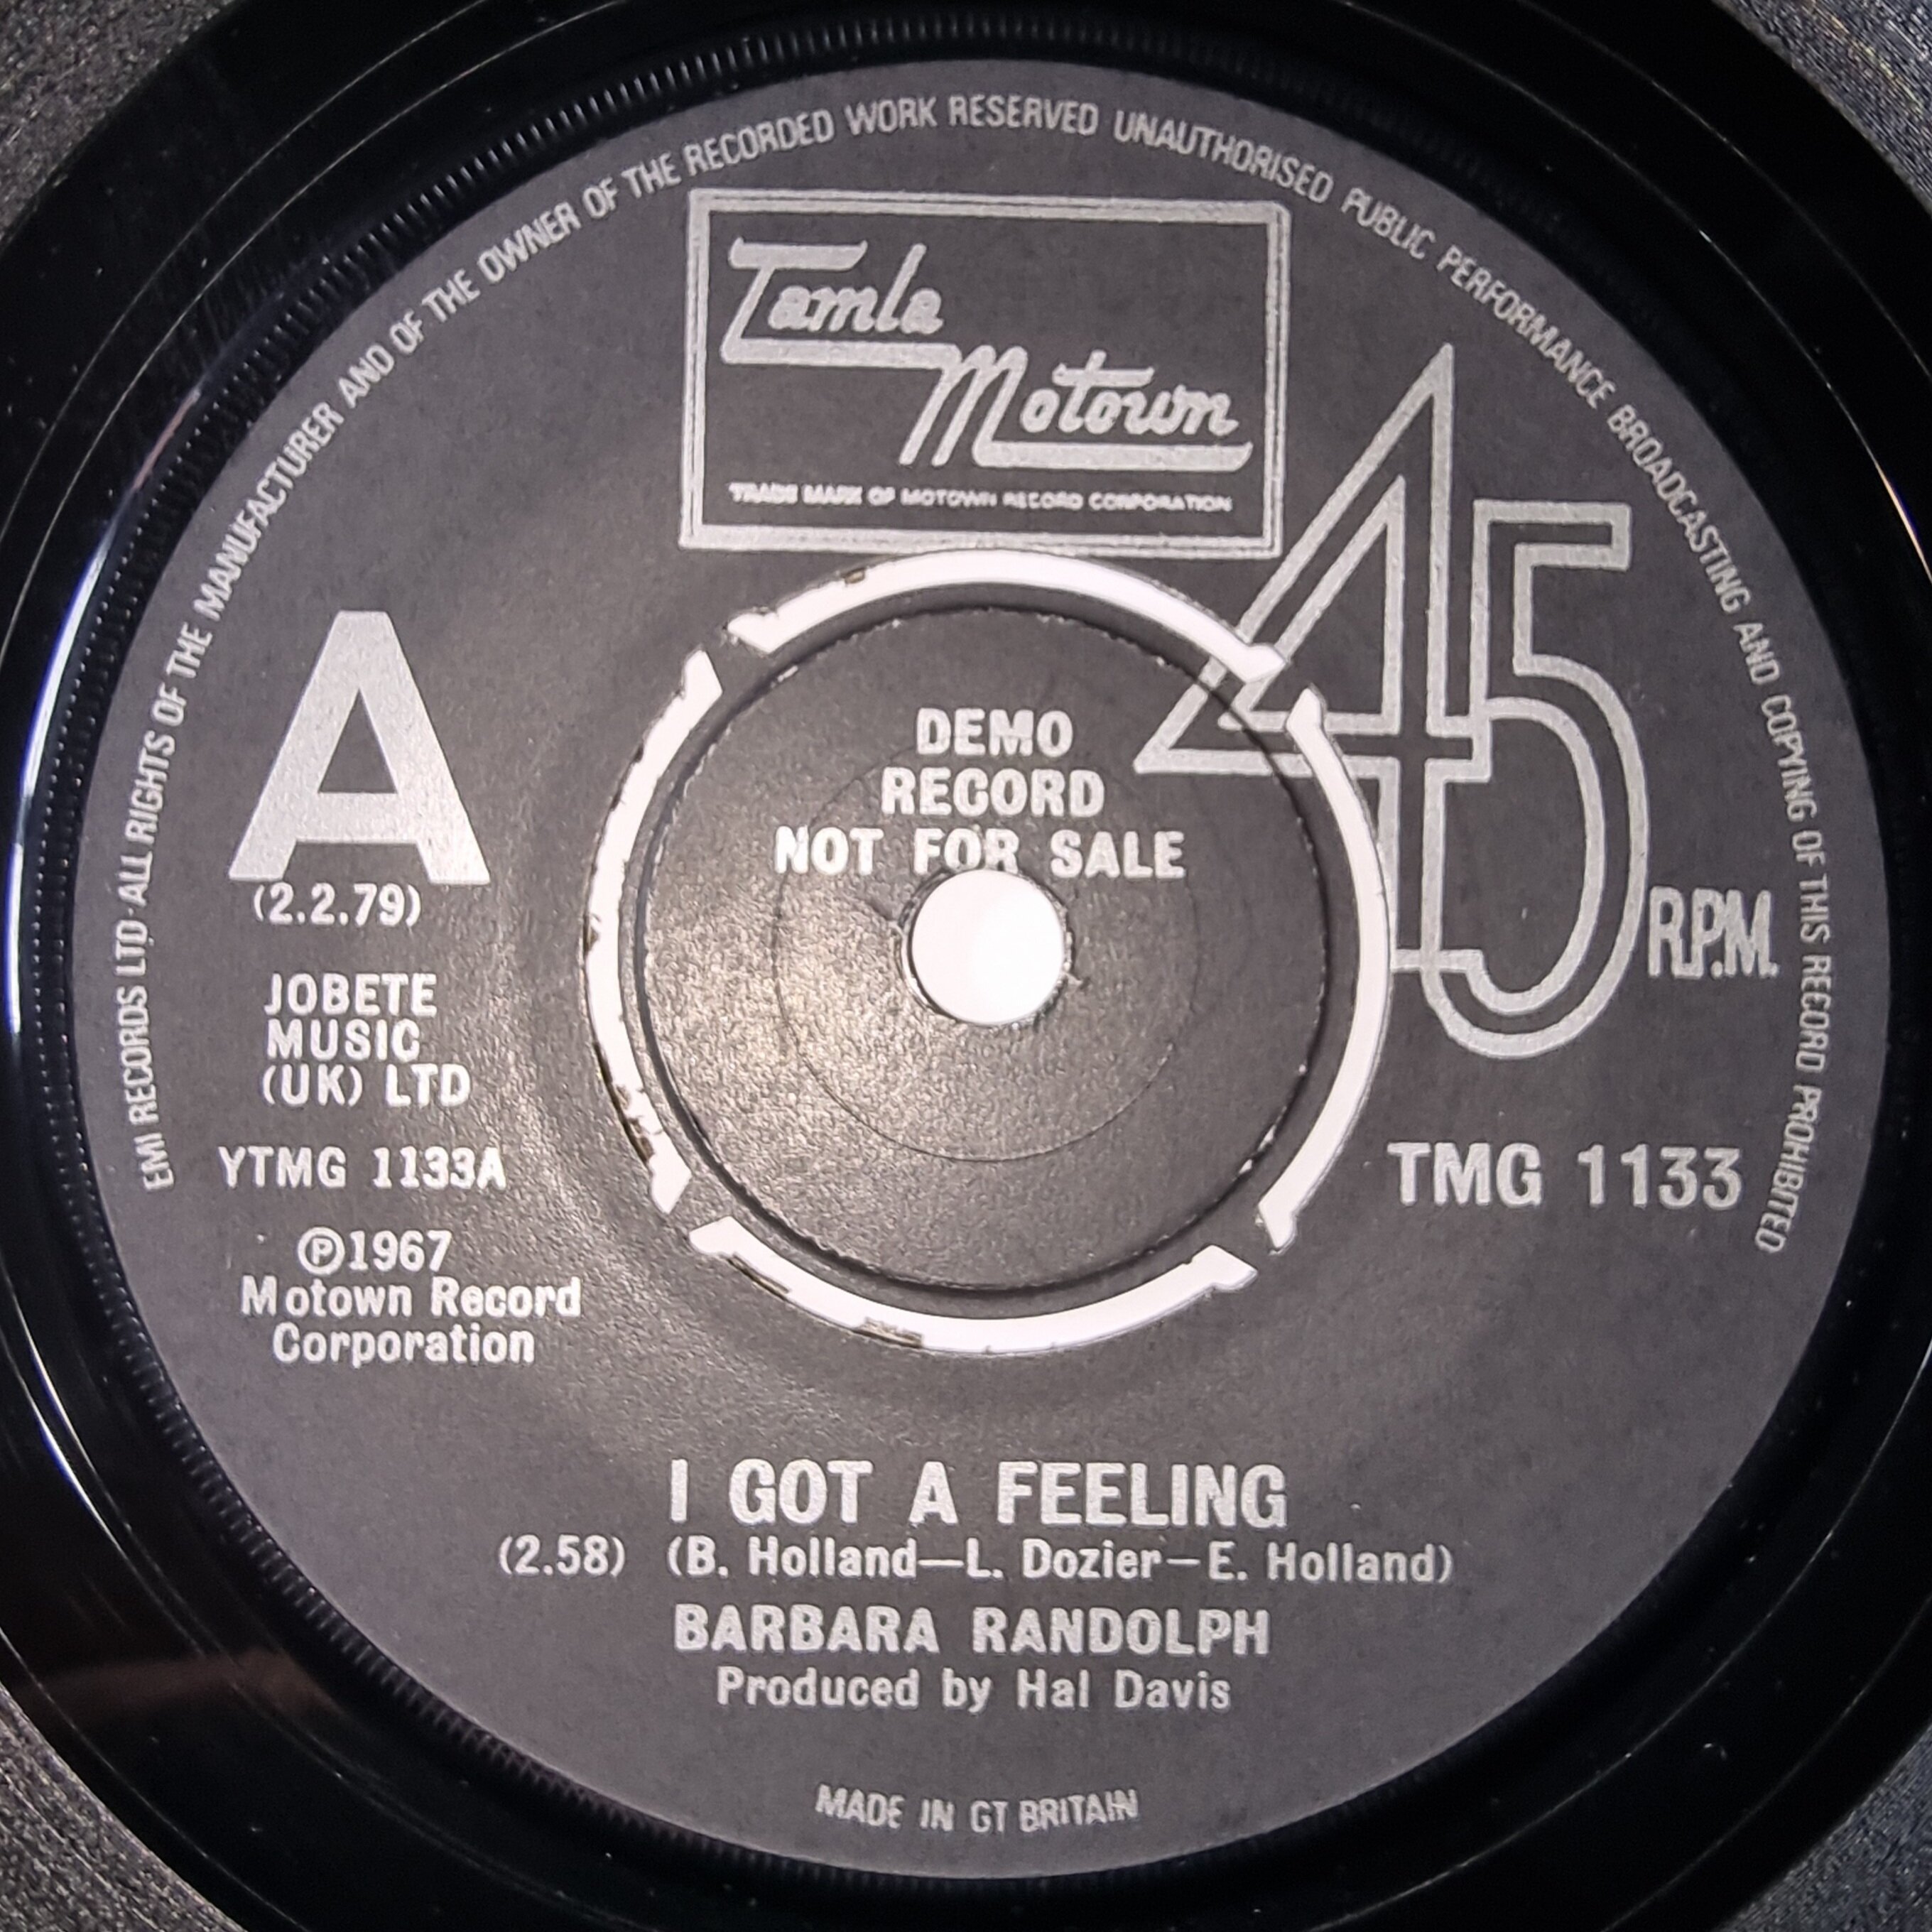 EMI RECORDS LTD·ALL RIGHTS OF THE MANUFACTURER AND OF THE OWNER OF THE RECORDED WORK RESERVED UNAUTHORISED PUBLIC PERFORMANCE BROADCASTING AND COPYING OF THIS RECORD PROHIBITED
Tamla
Motown
TRADE MARK OF MOTOWN RECORD CORPORATION
45
R.P.M.
A
(2.2.79)
DEMO
RECORD
NOT FOR SALE
JOBETE
MUSIC
(UK) LTD
YTMG 1133A
TMG 1133
℗1967
Motown Record
Corporation
I GOT A FEELING
(2.58) (B. Holland—L. Dozier—E. Holland)
BARBARA RANDOLPH
Produced by Hal Davis
MADE IN GT BRITAIN